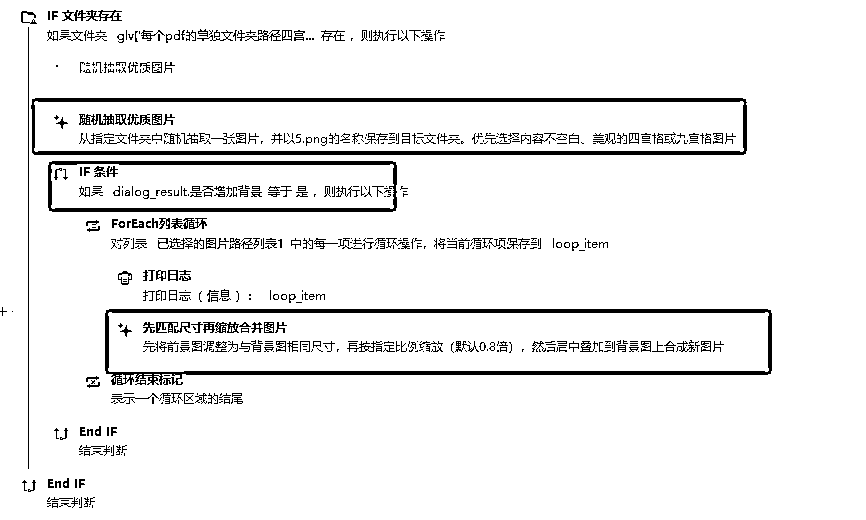 IF 文件夹存在
如果文件夹 glv['每个pdf的单独文件夹路径四宫... 存在 ，则执行以下操作
随机抽取优质图片
随机抽取优质图片
从指定文件夹中随机抽取一张图片，并以5.png的名称保存到目标文件夹。优先选择内容不空白、美观的四宫格或九宫格图片
IF 条件
如果 dialog_result.是否增加背景 等于 是 ，则执行以下操作
ForEach列表循环
对列表 已选择的图片路径列表1 中的每一项进行循环操作，将当前循环项保存到 loop_item
打印日志
打印日志（信息）： loop_item
先匹配尺寸再缩放合并图片
先将前景图调整为与背景图相同尺寸，再按指定比例缩放（默认0.8倍），然后居中叠加到背景图上合成新图片
循环结束标记
表示一个循环区域的结尾
End IF
结束判断
End IF
结束判断